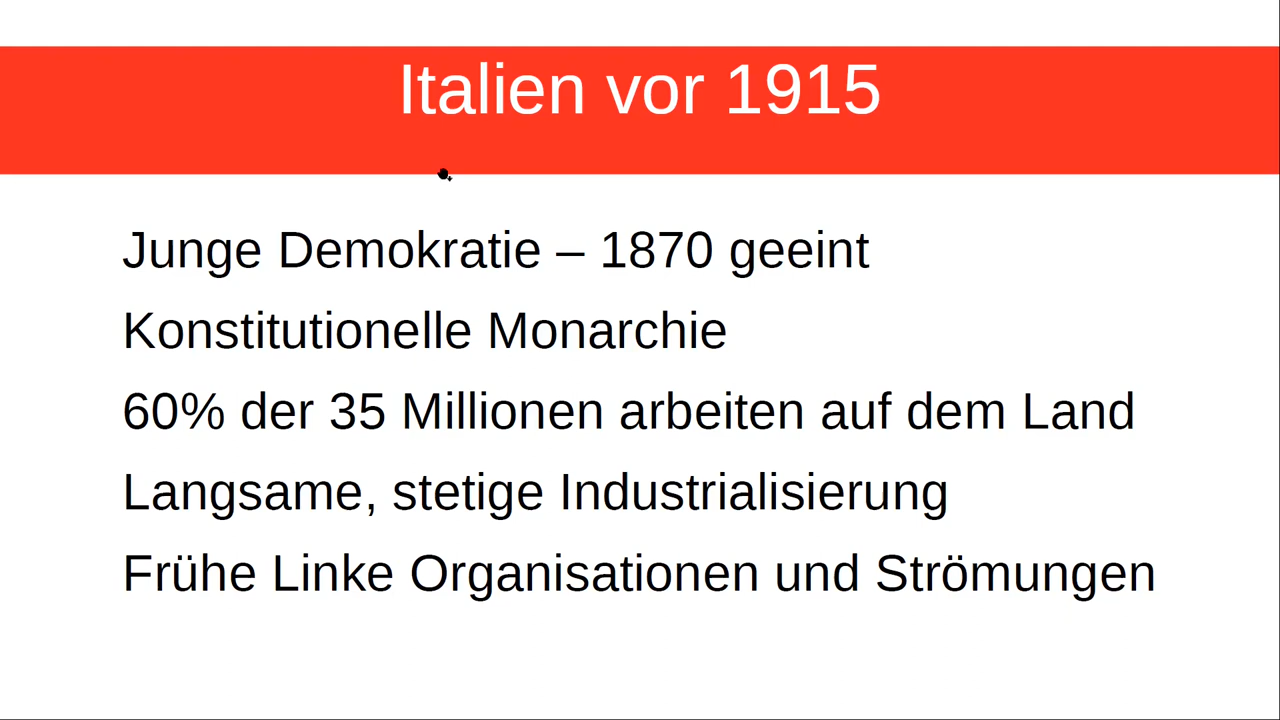 Italien vor 1915
Junge Demokratie – 1870 geeint
Konstitutionelle Monarchie
60% der 35 Millionen arbeiten auf dem Land
Langsame, stetige Industrialisierung
Frühe Linke Organisationen und Strömungen